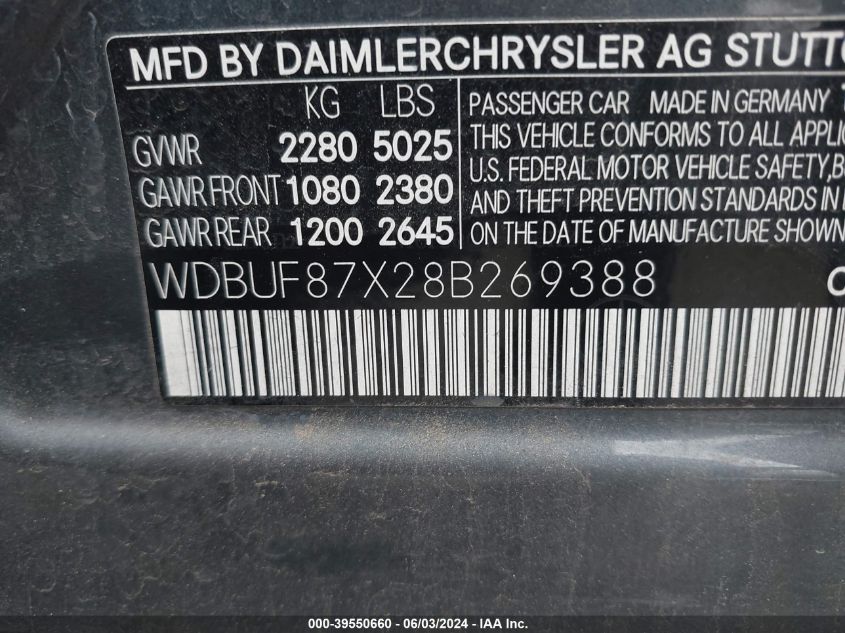 MFD BY DAIMLERCHRYSLER AG
KG LBS
GVWR 2280 5025
GAWR FRONT 1080 2380
GAWR REAR 1200 2645
PASSENGER CAR MADE IN GERMANY
THIS VEHICLE CONFORMS TO ALL
U.S. FEDERAL MOTOR VEHICLE SAFETY,
AND THEFT PREVENTION STANDARDS IN
ON THE DATE OF MANUFACTURE SHOWN
WDBUF87X28B269388
000-39550660 - 06/03/2024 - IAA Inc.